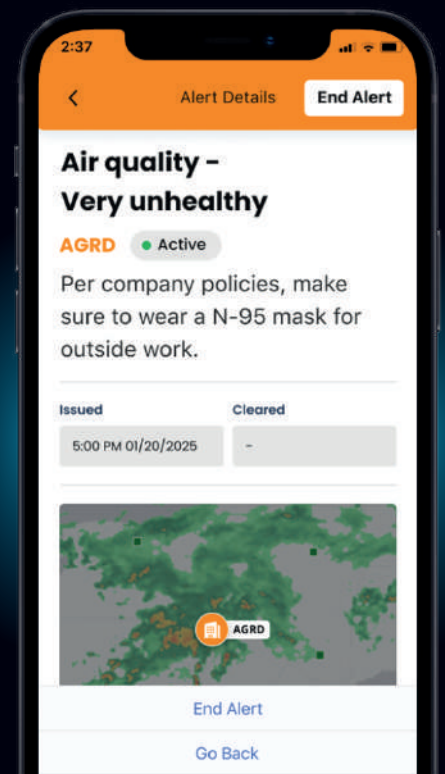 2:37
Alert Details
End Alert
Air quality –
Very unhealthy
AGRD
Active
Per company policies, make
sure to wear a N-95 mask for
outside work.
Issued
Cleared
5:00 PM 01/20/2025
-
AGRD
End Alert
Go Back